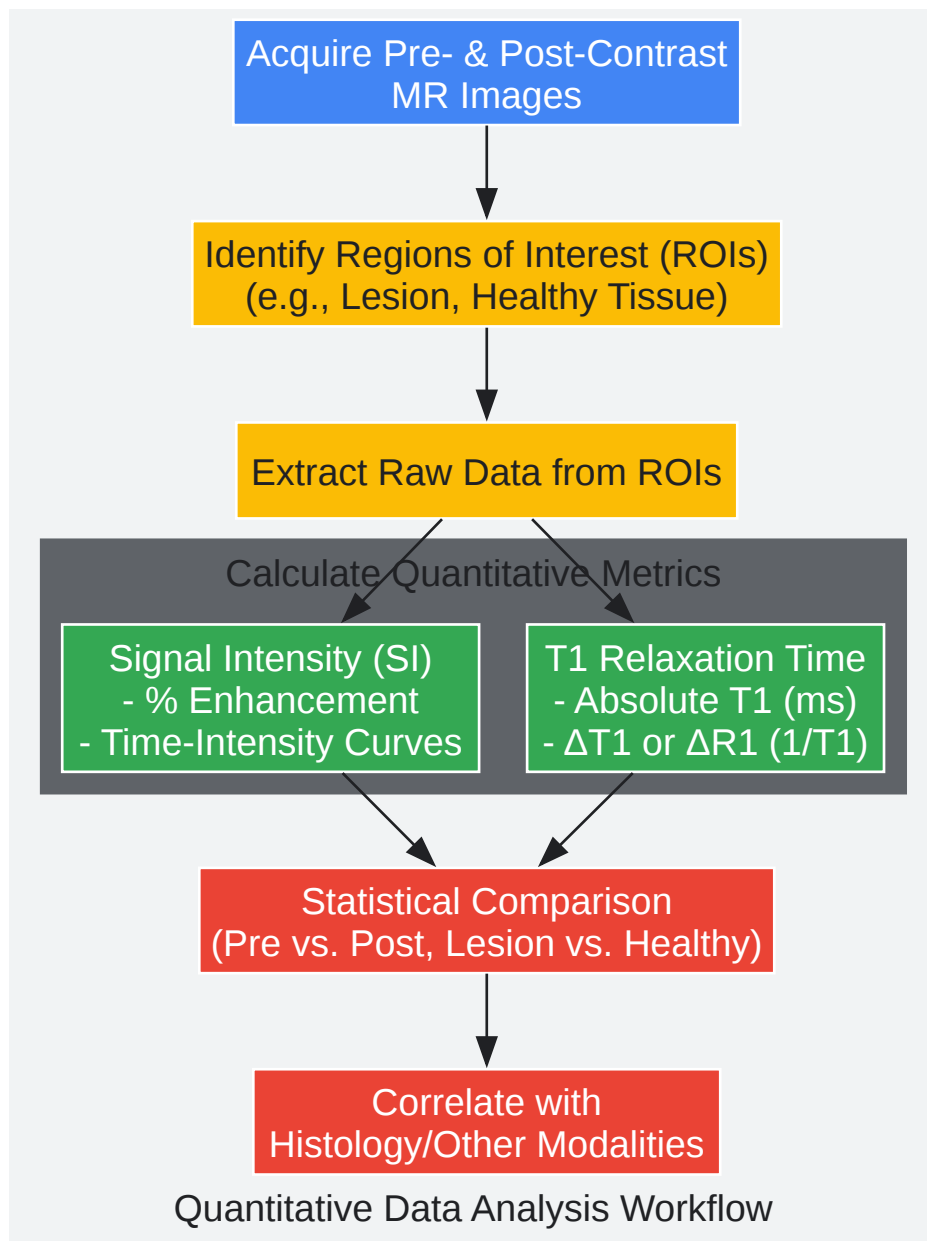 Acquire Pre- & Post-Contrast
MR Images
Identify Regions of Interest (ROIs)
(e.g., Lesion, Healthy Tissue)
Extract Raw Data from ROIs
Calculate Quantitative Metrics
Signal Intensity (SI)
- % Enhancement
- Time-Intensity Curves
T1 Relaxation Time
- Absolute T1 (ms)
- ΔT1 or ΔR1 (1/T1)
Statistical Comparison
(Pre vs. Post, Lesion vs. Healthy)
Correlate with
Histology/Other Modalities
Quantitative Data Analysis Workflow